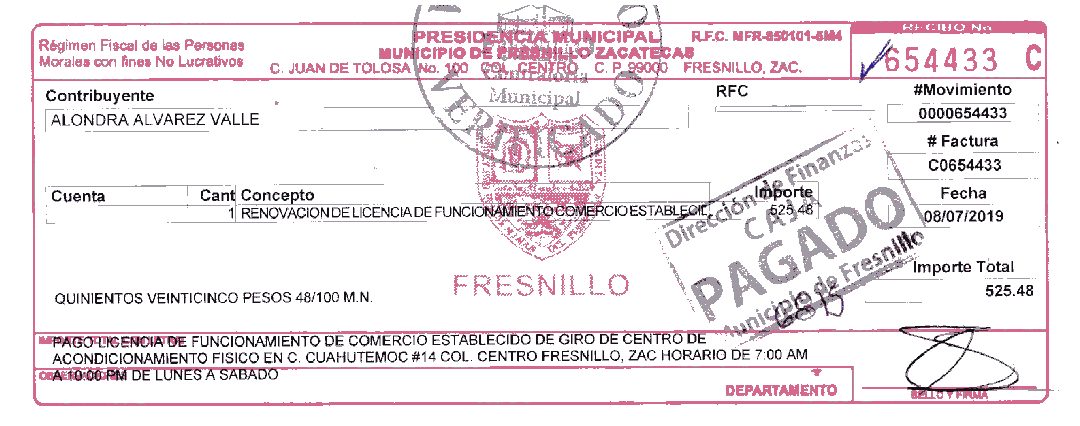 PRESIDENCIA MUNICIPAL
R.F.C. MFR-850101-6M4
RECIBO No
Régimen Fiscal de las Personas
Morales con fines No Lucrativos
MUNICIPIO DE FRESNILLO ZACATECAS
C. JUAN DE TOLOSA No. 100 COL. CENTRO C. P. 99000 FRESNILLO, ZAC.
654433 C
Contraloría
Municipal
VERIFICADO
Contribuyente
RFC
#Movimiento
ALONDRA ALVAREZ VALLE
0000654433
# Factura
C0654433
Cuenta Cant Concepto Importe
Fecha
1 RENOVACION DE LICENCIA DE FUNCIONAMIENTO COMERCIO ESTABLECIL 525.48
08/07/2019
Dirección de Finanzas
CAJA
PAGADO
Municipio de Fresnillo
FRESNILLO
Importe Total
525.48
QUINIENTOS VEINTICINCO PESOS 48/100 M.N.
PAGO LICENCIA DE FUNCIONAMIENTO DE COMERCIO ESTABLECIDO DE GIRO DE CENTRO DE
ACONDICIONAMIENTO FISICO EN C. CUAHUTEMOC #14 COL. CENTRO FRESNILLO, ZAC HORARIO DE 7:00 AM
A 10:00 PM DE LUNES A SABADO
DEPARTAMENTO
SELLO Y FIRMA